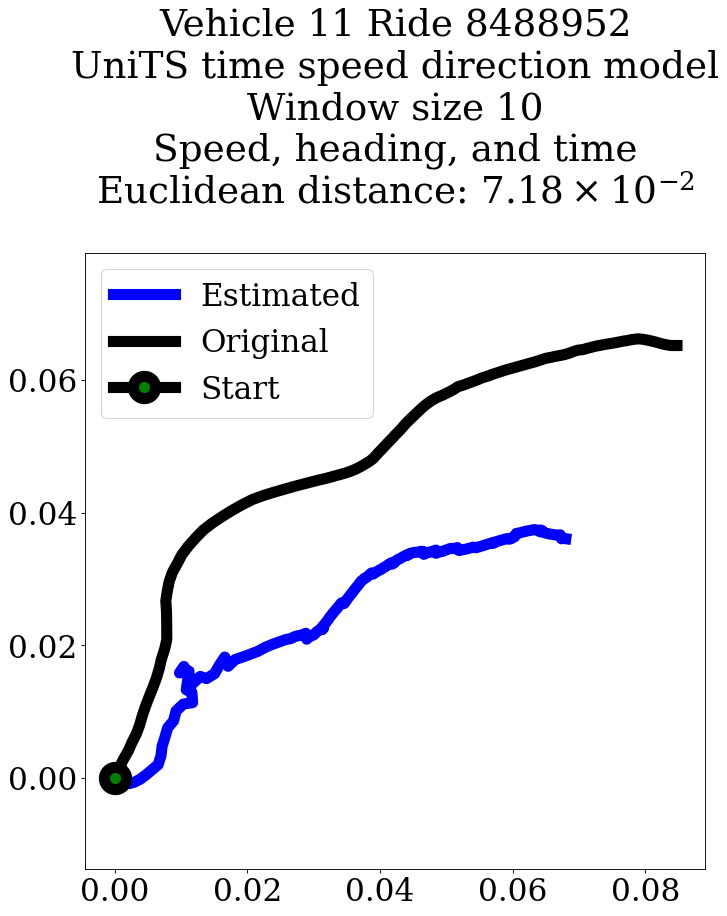 Vehicle 11 Ride 8488952
UniTS time speed direction model
Window size 10
Speed, heading, and time
Euclidean distance: 7.18 × 10⁻²
Estimated
Original
Start
0.06
0.04
0.02
0.00
0.00 0.02 0.04 0.06 0.08